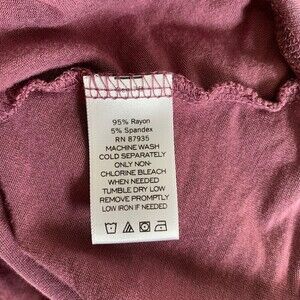 95% Rayon
5% Spandex
RN 87935
MACHINE WASH
COLD SEPARATELY
ONLY NON-
CHLORINE BLEACH
WHEN NEEDED
TUMBLE DRY LOW
REMOVE PROMPTLY
LOW IRON IF NEEDED